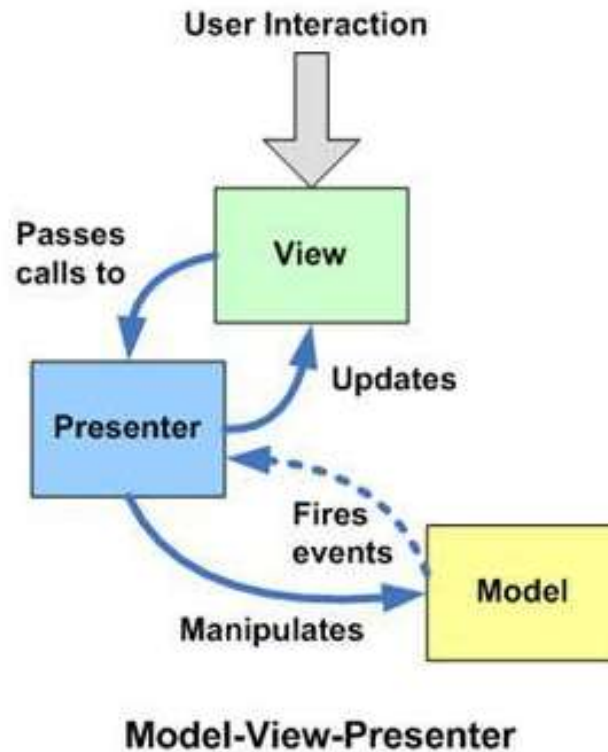 User Interaction
Passes
calls to
View
Updates
Presenter
Fires
events
Model
Manipulates
Model-View-Presenter